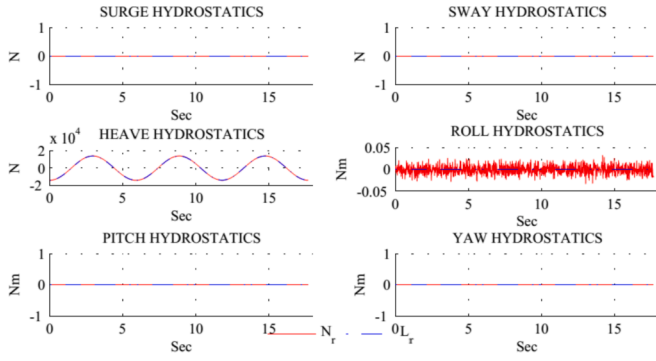 SURGE HYDROSTATICS
N
1
0
-1
0 5 10 15
Sec
SWAY HYDROSTATICS
N
1
0
-1
0 5 10 15
Sec
x 10⁴
HEAVE HYDROSTATICS
N
2
0
-2
0 5 10 15
Sec
ROLL HYDROSTATICS
Nm
0.05
0
-0.05
0 5 10 15
Sec
PITCH HYDROSTATICS
Nm
1
0
-1
0 5 10 15
Sec
YAW HYDROSTATICS
Nm
1
0
-1
0 5 10 15
Sec
N_r L_r